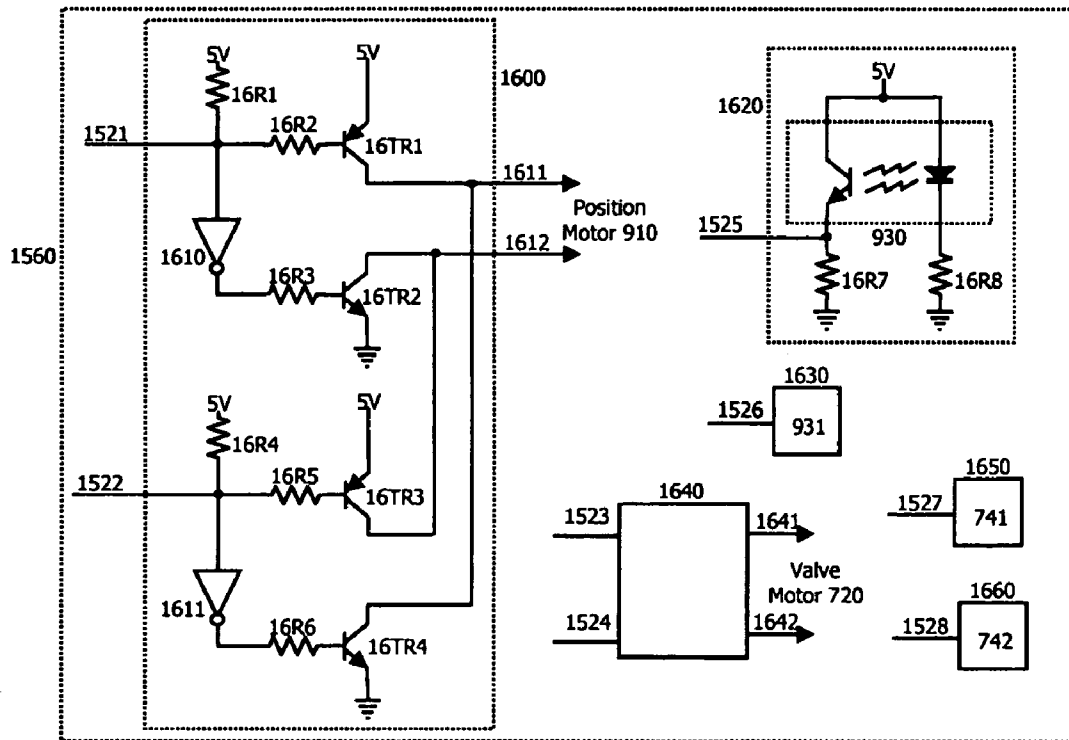 5V
5V
1600
16R1
1521
16R2
16TR1
1611
Position
Motor 910
1612
1560
1610
16R3
16TR2
5V
1620
1525
930
16R7
16R8
5V
5V
16R4
1522
16R5
16TR3
1611
16R6
16TR4
1630
1526
931
1640
1523
1641
Valve
Motor 720
1524
1642
1650
1527
741
1660
1528
742